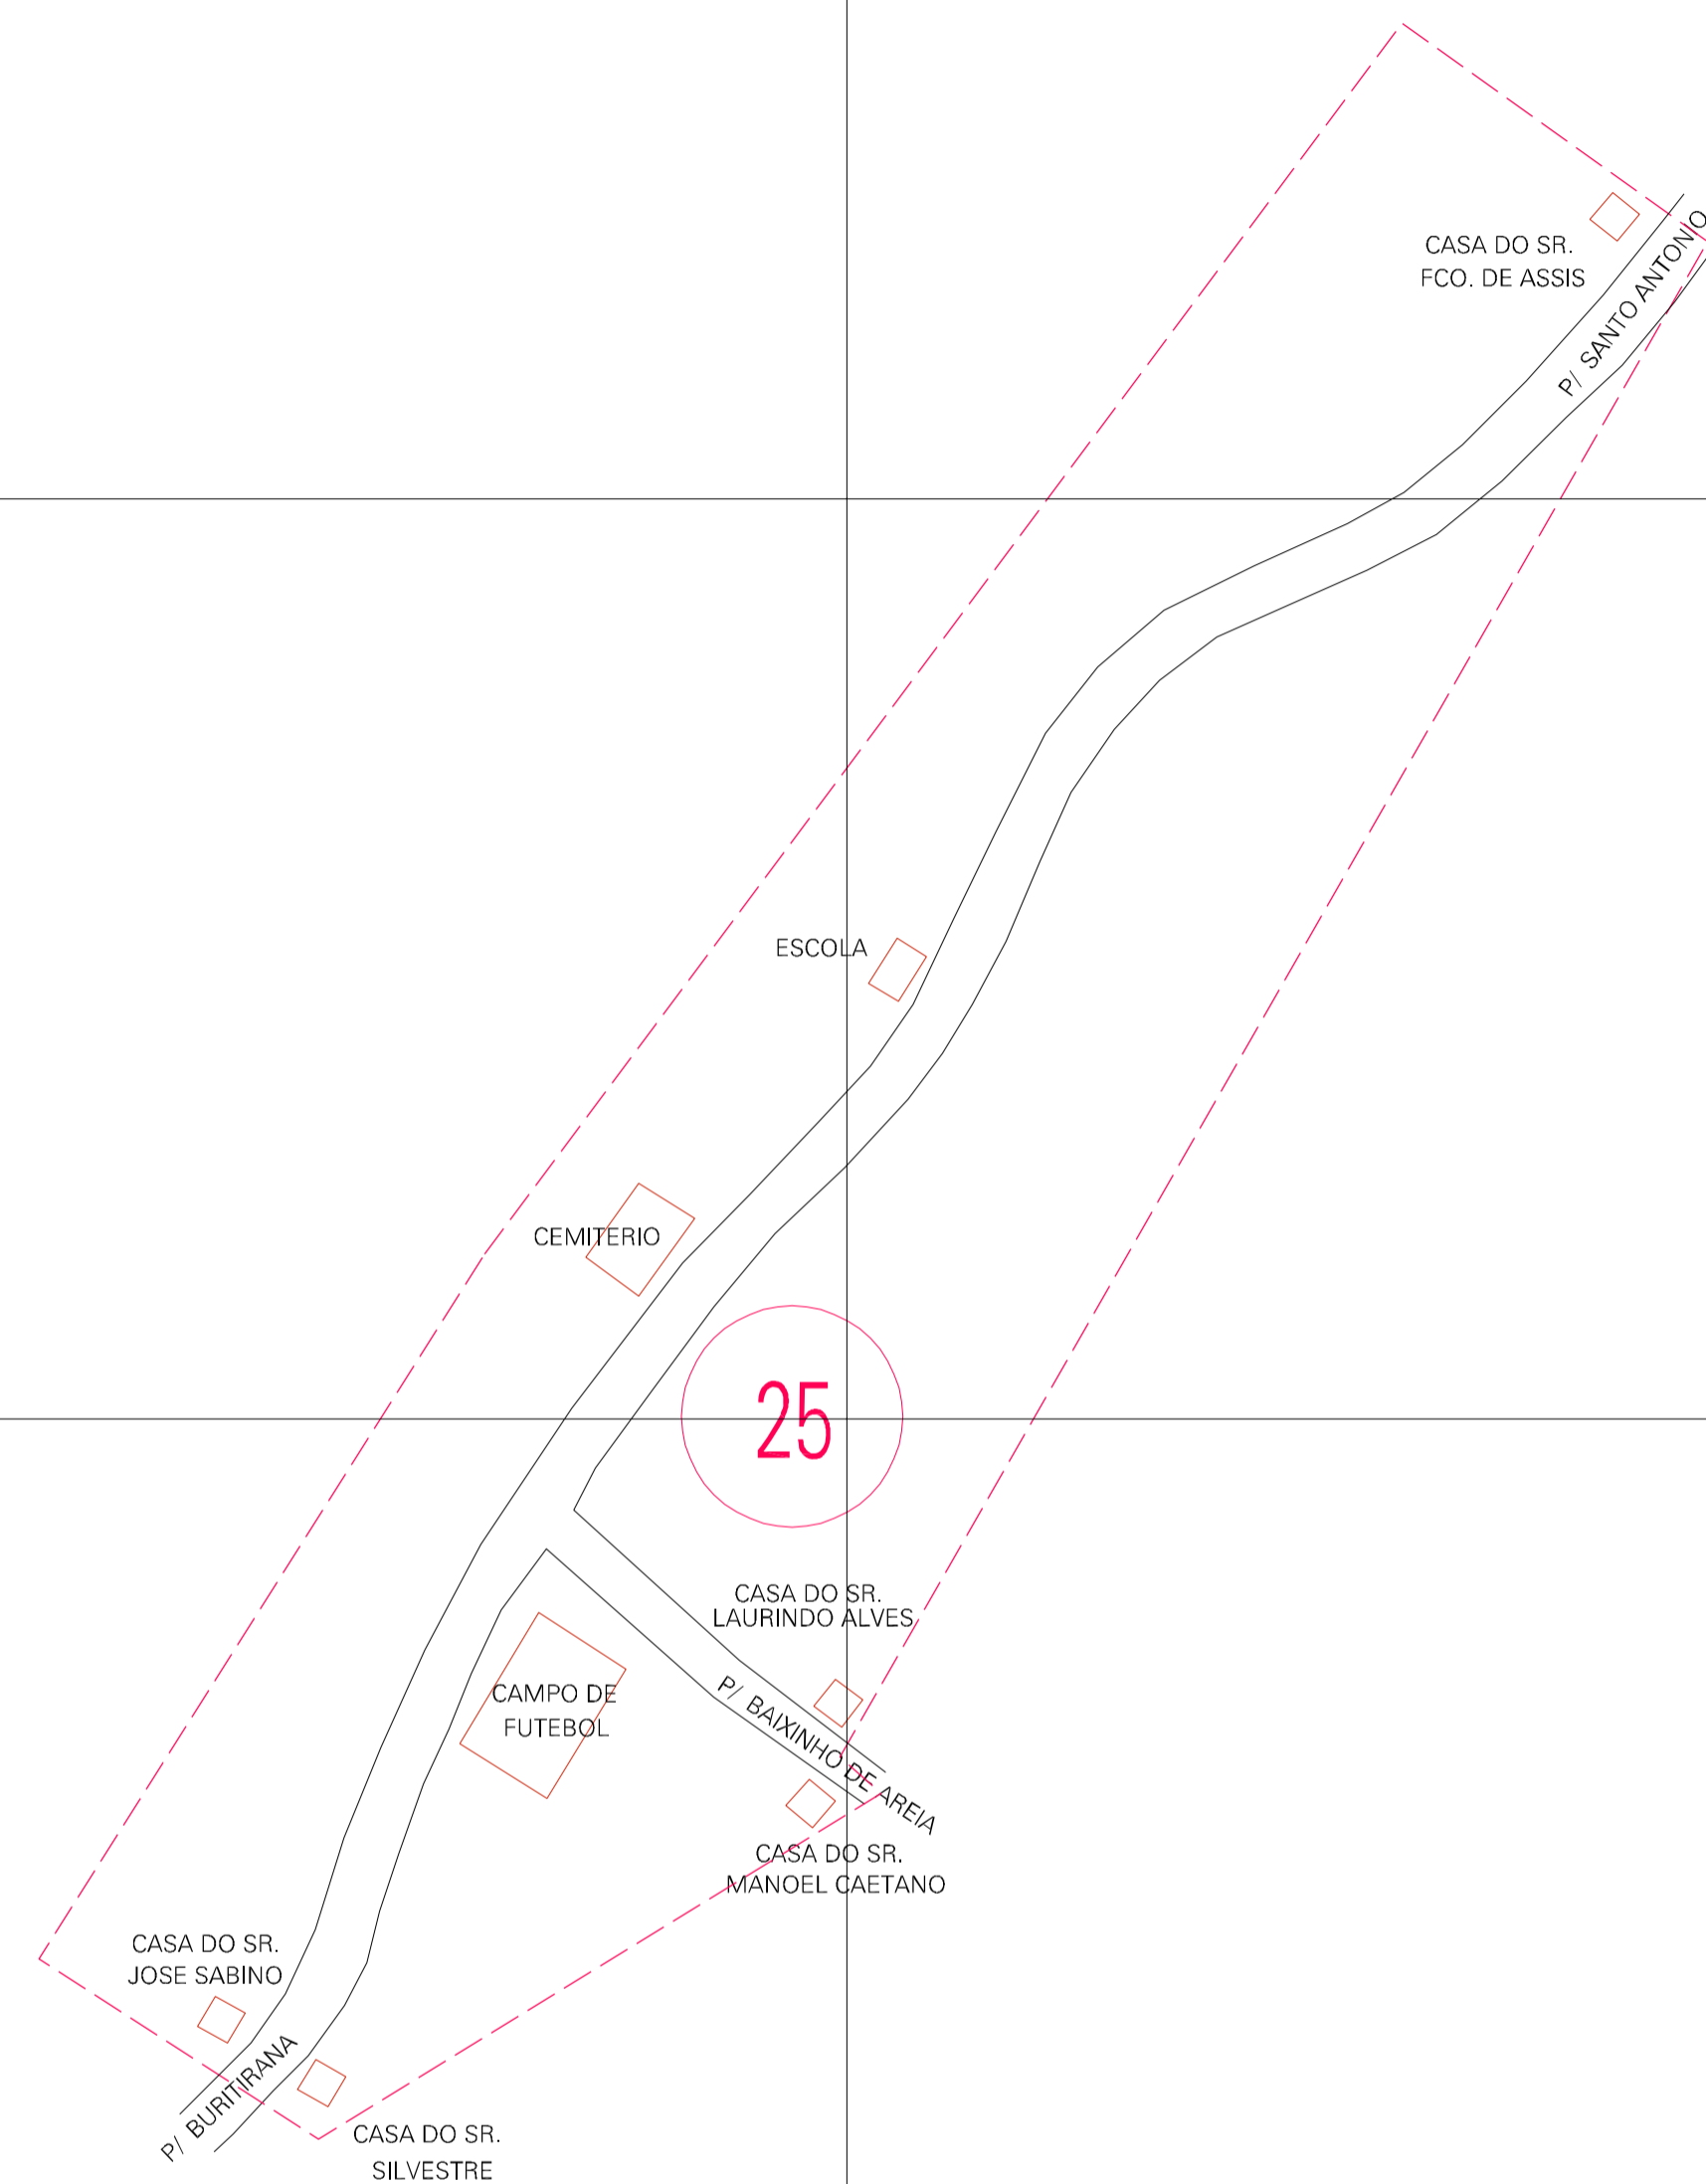 CASA DO SR.
FCO. DE ASSIS
P/ SANTO ANTONIO
ESCOLA
CEMITERIO
25
CASA DO SR.
LAURINDO ALVES
CAMPO DE
FUTEBOL
P/ BAIXINHO DE AREIA
CASA DO SR.
MANOEL CAETANO
CASA DO SR.
JOSE SABINO
P/ BURITIRANA
CASA DO SR.
SILVESTRE